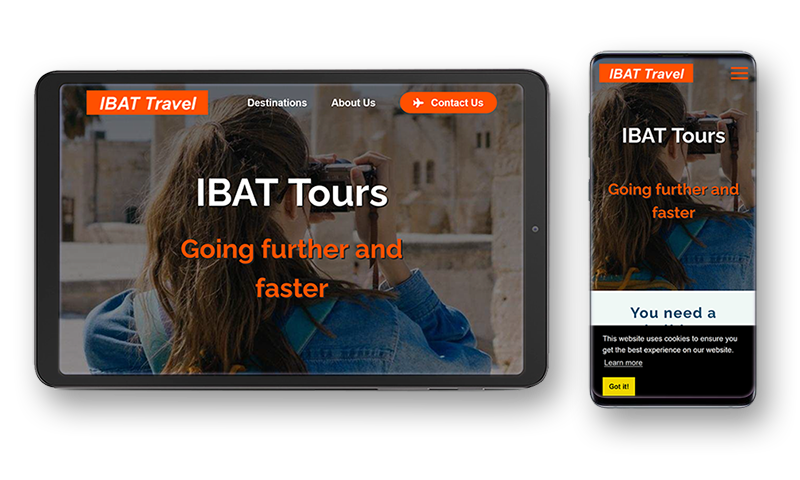 IBAT Travel
Destinations
About Us
Contact Us
IBAT Tours
Going further and
faster
IBAT Travel
IBAT Tours
Going further and
faster
You need a
This website uses cookies to ensure you
get the best experience on our website.
Learn more
Got it!